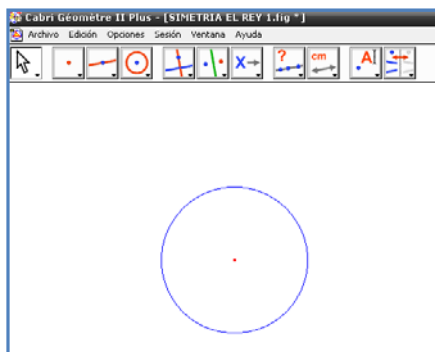 Cabri Géomètre II Plus - [SIMETRIA EL REY 1.fig *]
Archivo Edición Opciones Sesión Ventana Ayuda
X ? cm A